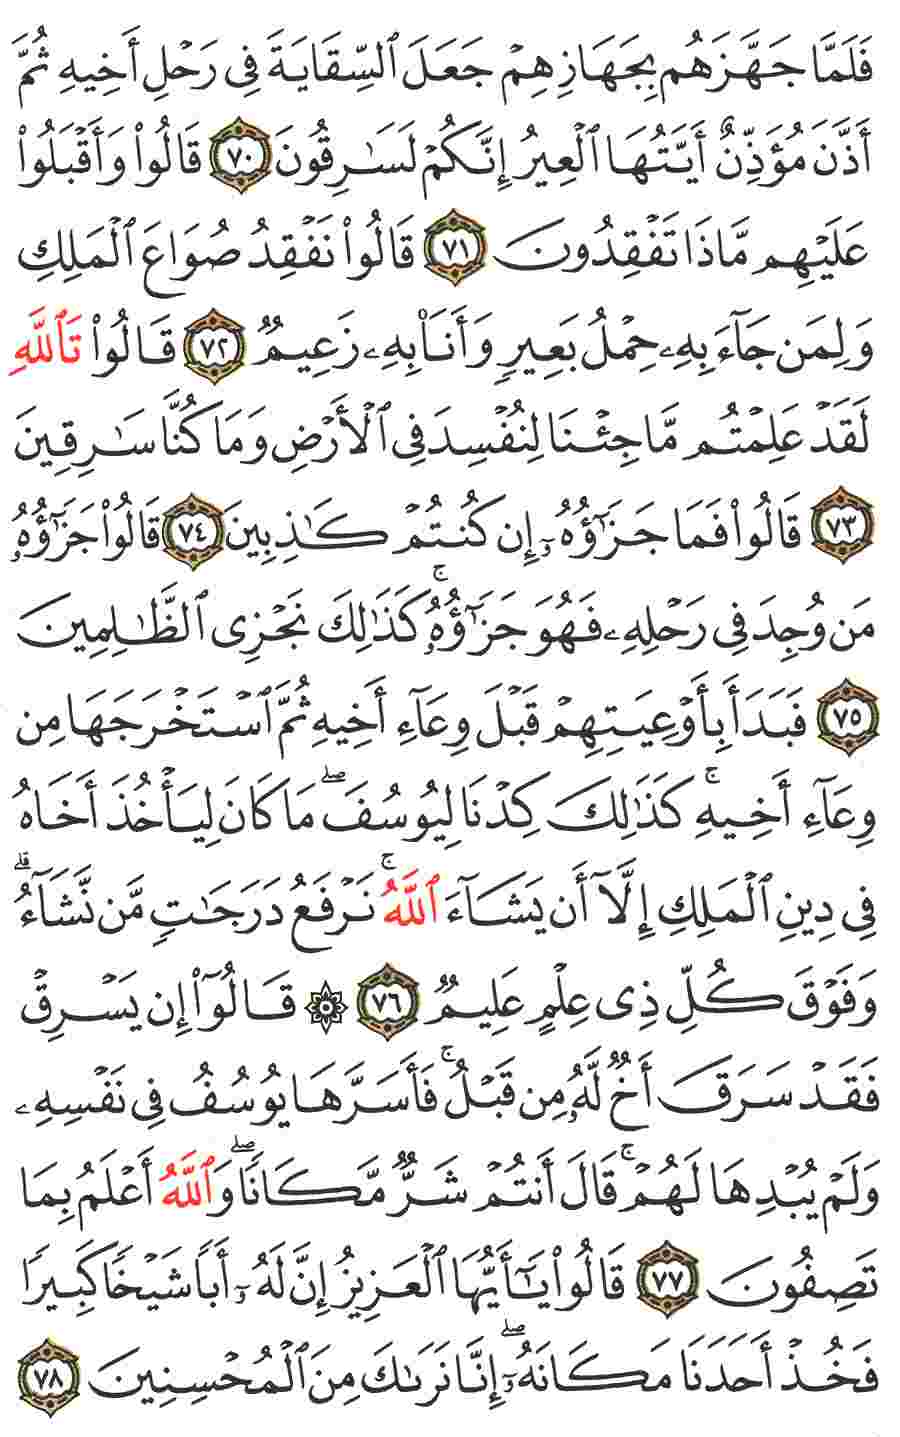 فَلَمَّا جَهَّزَهُم بِجَهَازِهِمْ جَعَلَ ٱلسِّقَايَةَ فِى رَحْلِ أَخِيهِ ثُمَّ
أَذَّنَ مُؤَذِّنٌ أَيَّتُهَا ٱلْعِيرُ إِنَّكُمْ لَسَـٰرِقُونَ ٧٠ قَالُوا۟ وَأَقْبَلُوا۟
عَلَيْهِم مَّاذَا تَفْقِدُونَ ٧١ قَالُوا۟ نَفْقِدُ صُوَاعَ ٱلْمَلِكِ
وَلِمَن جَآءَ بِهِۦ حِمْلُ بَعِيرٍ وَأَنَا۠ بِهِۦ زَعِيمٌ ٧٢ قَالُوا۟ تَٱللَّهِ
لَقَدْ عَلِمْتُم مَّا جِئْنَا لِنُفْسِدَ فِى ٱلْأَرْضِ وَمَا كُنَّا سَـٰرِقِينَ
٧٣ قَالُوا۟ فَمَا جَزَٰٓؤُهُۥٓ إِن كُنتُمْ كَـٰذِبِينَ ٧٤ قَالُوا۟ جَزَٰٓؤُهُۥ
مَن وُجِدَ فِى رَحْلِهِۦ فَهُوَ جَزَٰٓؤُهُۥ ۚ كَذَٰلِكَ نَجْزِى ٱلظَّـٰلِمِينَ
٧٥ فَبَدَأَ بِأَوْعِيَتِهِمْ قَبْلَ وِعَآءِ أَخِيهِ ثُمَّ ٱسْتَخْرَجَهَا مِن
وِعَآءِ أَخِيهِ ۚ كَذَٰلِكَ كِدْنَا لِيُوسُفَ ۖ مَا كَانَ لِيَأْخُذَ أَخَاهُ
فِى دِينِ ٱلْمَلِكِ إِلَّآ أَن يَشَآءَ ٱللَّهُ ۚ نَرْفَعُ دَرَجَـٰتٍ مَّن نَّشَآءُ ۗ
وَفَوْقَ كُلِّ ذِى عِلْمٍ عَلِيمٌ ٧٦ ۞ قَالُوٓا۟ إِن يَسْرِقْ
فَقَدْ سَرَقَ أَخٌ لَّهُۥ مِن قَبْلُ ۚ فَأَسَرَّهَا يُوسُفُ فِى نَفْسِهِۦ
وَلَمْ يُبْدِهَا لَهُمْ ۚ قَالَ أَنتُمْ شَرٌّ مَّكَانًا ۖ وَٱللَّهُ أَعْلَمُ بِمَا
تَصِفُونَ ٧٧ قَالُوا۟ يَـٰٓأَيُّهَا ٱلْعَزِيزُ إِنَّ لَهُۥٓ أَبًا شَيْخًا كَبِيرًا
فَخُذْ أَحَدَنَا مَكَانَهُۥٓ ۖ إِنَّا نَرَىٰكَ مِنَ ٱلْمُحْسِنِينَ ٧٨